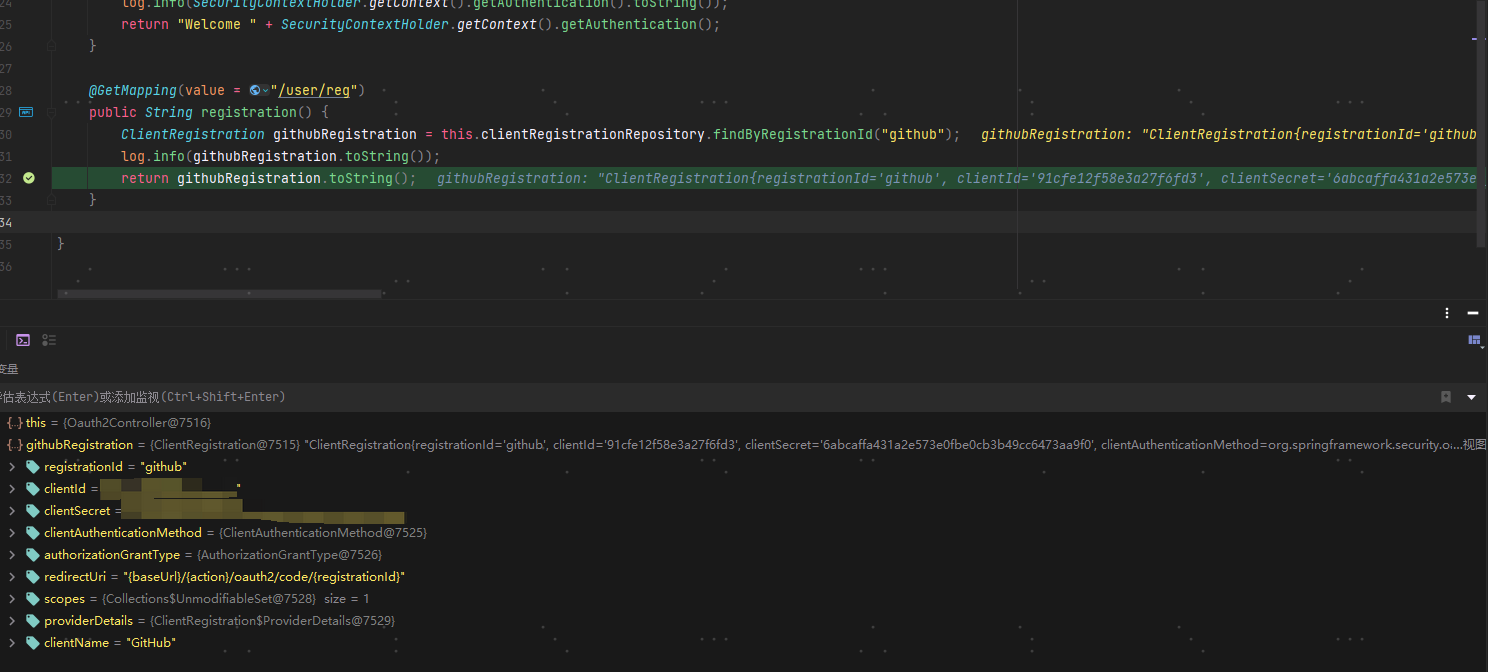 24 log.info(SecurityContextHolder.getContext().getAuthentication().toString());
25 return "Welcome " + SecurityContextHolder.getContext().getAuthentication();
26 }
27
28 @GetMapping(value = "/user/reg")
29 public String registration() {
30 ClientRegistration githubRegistration = this.clientRegistrationRepository.findByRegistrationId("github"); githubRegistration: "ClientRegistration{registrationId='github
31 log.info(githubRegistration.toString());
32 return githubRegistration.toString(); githubRegistration: "ClientRegistration{registrationId='github', clientId='91cfe12f58e3a27f6fd3', clientSecret='6abcaffa431a2e573e
33 }
34
35 }
36
变量
估表达式(Enter)或添加监视(Ctrl+Shift+Enter)
{..} this = {Oauth2Controller@7516}
{..} githubRegistration = {ClientRegistration@7515} "ClientRegistration{registrationId='github', clientId='91cfe12f58e3a27f6fd3', clientSecret='6abcaffa431a2e573e0fbe0cb3b49cc6473aa9f0', clientAuthenticationMethod=org.springframework.security.o‹...视图
registrationId = "github"
clientId = "
clientSecret =
clientAuthenticationMethod = {ClientAuthenticationMethod@7525}
authorizationGrantType = {AuthorizationGrantType@7526}
redirectUri = "{baseUrl}/{action}/oauth2/code/{registrationId}"
scopes = {Collections$UnmodifiableSet@7528} size = 1
providerDetails = {ClientRegistration$ProviderDetails@7529}
clientName = "GitHub"